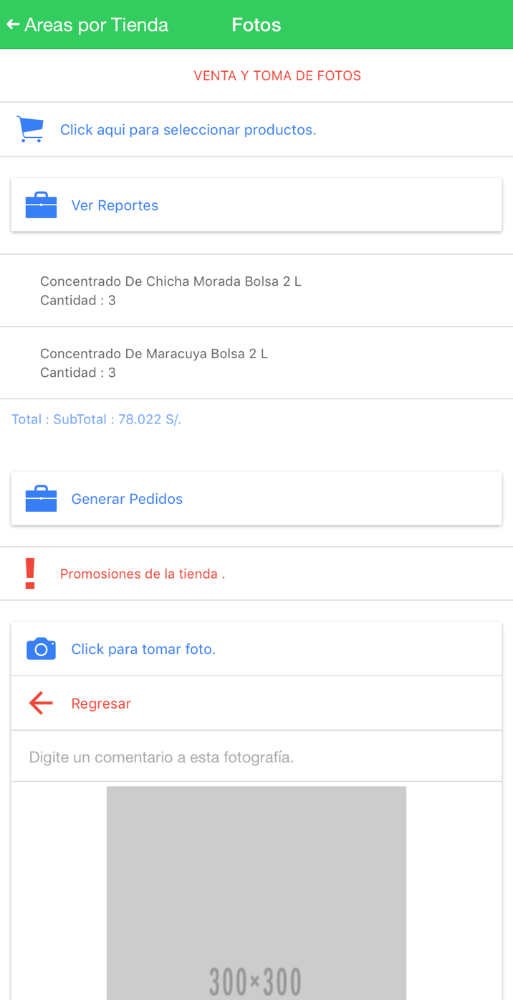 Areas por Tienda
Fotos
VENTA Y TOMA DE FOTOS
Click aqui para seleccionar productos.
Ver Reportes
Concentrado De Chicha Morada Bolsa 2 L
Cantidad : 3
Concentrado De Maracuya Bolsa 2 L
Cantidad : 3
Total : SubTotal : 78.022 S/.
Generar Pedidos
Promosiones de la tienda .
Click para tomar foto.
Regresar
Digite un comentario a esta fotografía.
300×300